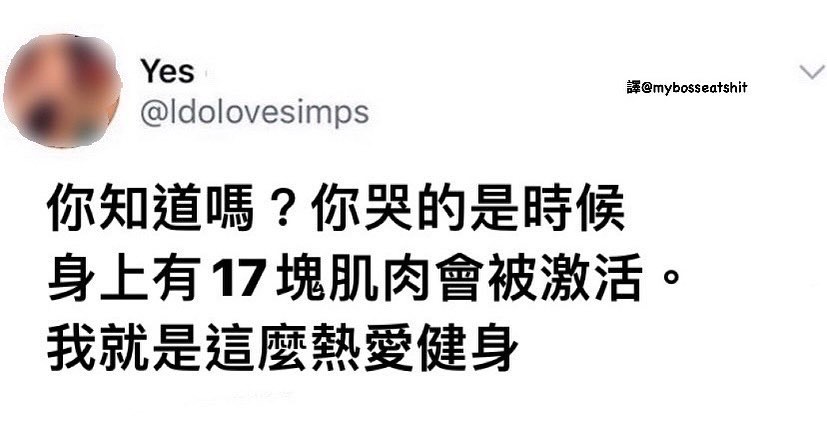 Yes
譯@mybosseatshit
@ldolovesimps
你知道嗎？你哭的是時候
身上有17塊肌肉會被激活。
我就是這麼熱愛健身